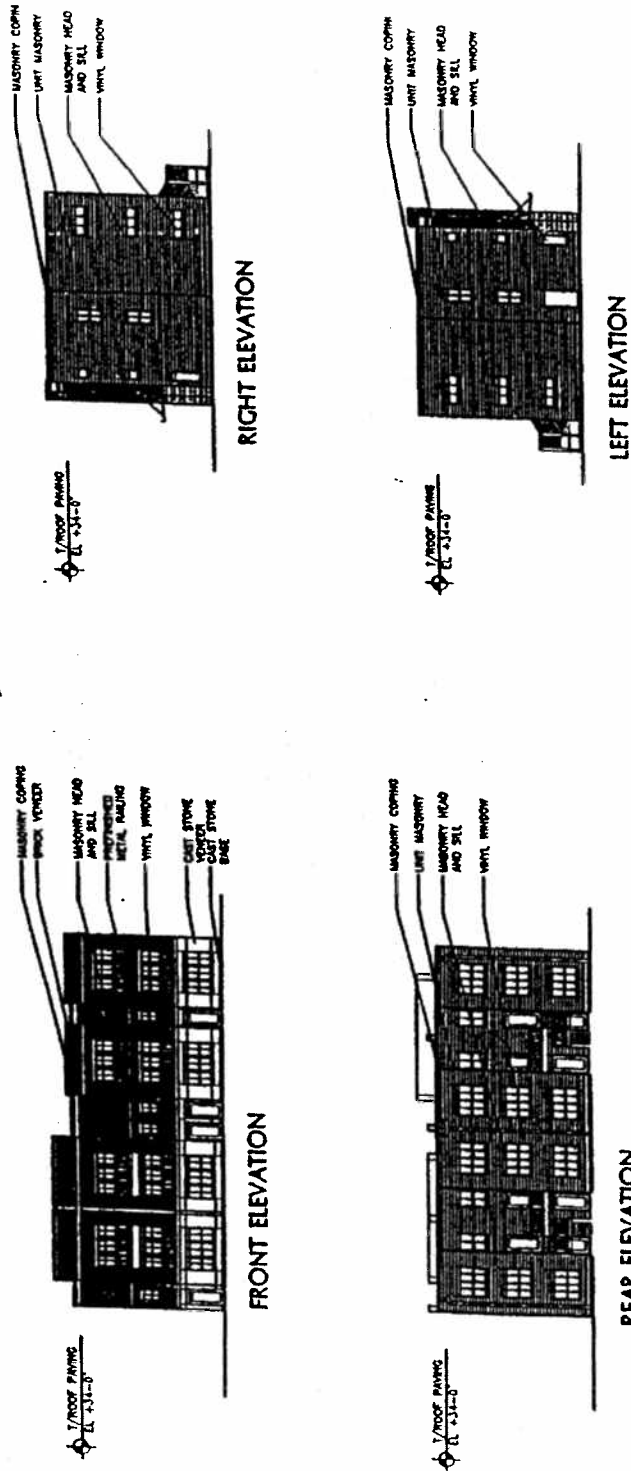 MASONRY COPIN
UNIT MASONRY
MASONRY HEAD
AND SILL
VINYL WINDOW
T/ROOF PAVING
EL +34-0"
RIGHT ELEVATION
MASONRY COPIN
UNIT MASONRY
MASONRY HEAD
AND SILL
VINYL WINDOW
T/ROOF PAVING
EL +34-0"
LEFT ELEVATION
MASONRY COPING
BRICK VENEER
MASONRY HEAD
AND SILL
PREFINISHED
METAL RAILING
VINYL WINDOW
CAST STONE
VENEER
CAST STONE
BASE
T/ROOF PAVING
EL +34-0"
FRONT ELEVATION
MASONRY COPING
UNIT MASONRY
MASONRY HEAD
AND SILL
VINYL WINDOW
T/ROOF PAVING
EL +34-0"
REAR ELEVATION